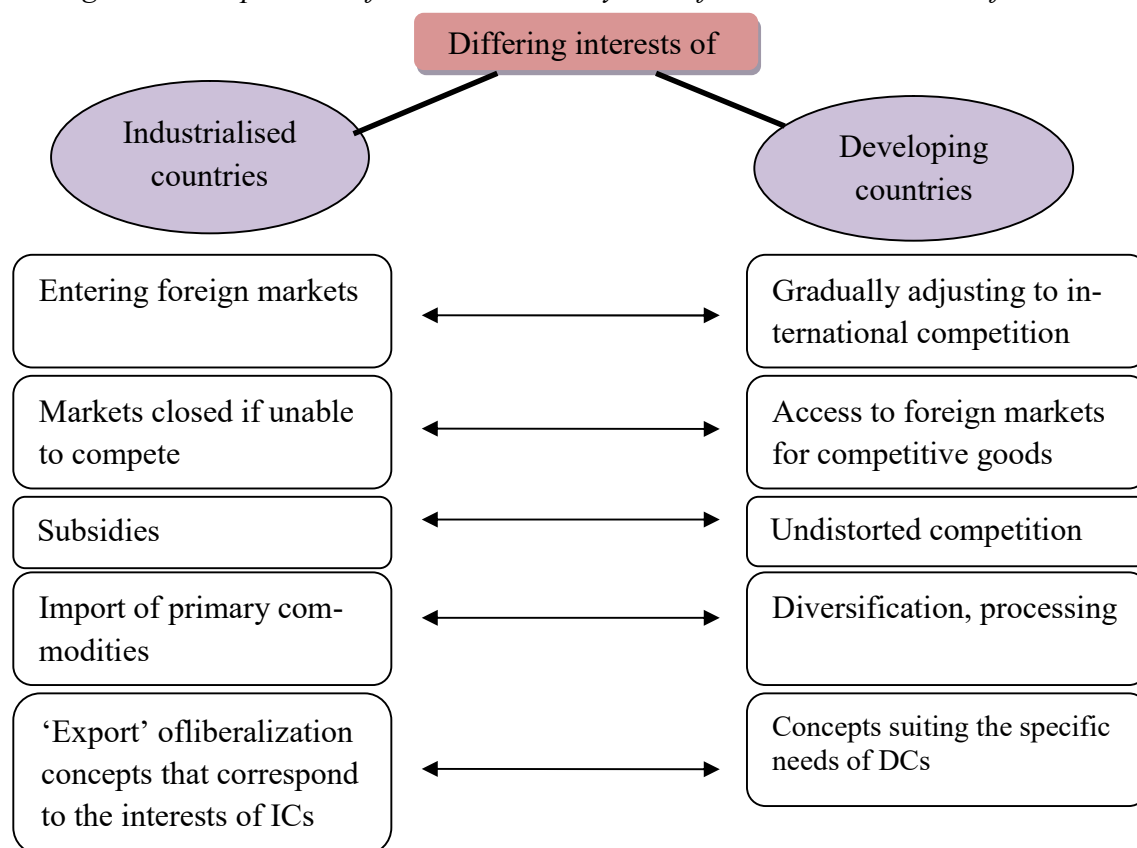 Differing interests of
Industrialised
countries
Developing
countries
Entering foreign markets
Gradually adjusting to in-
ternational competition
Markets closed if unable
to compete
Access to foreign markets
for competitive goods
Subsidies
Undistorted competition
Import of primary com-
modities
Diversification, processing
‘Export’ ofliberalization
concepts that correspond
to the interests of ICs
Concepts suiting the specific
needs of DCs